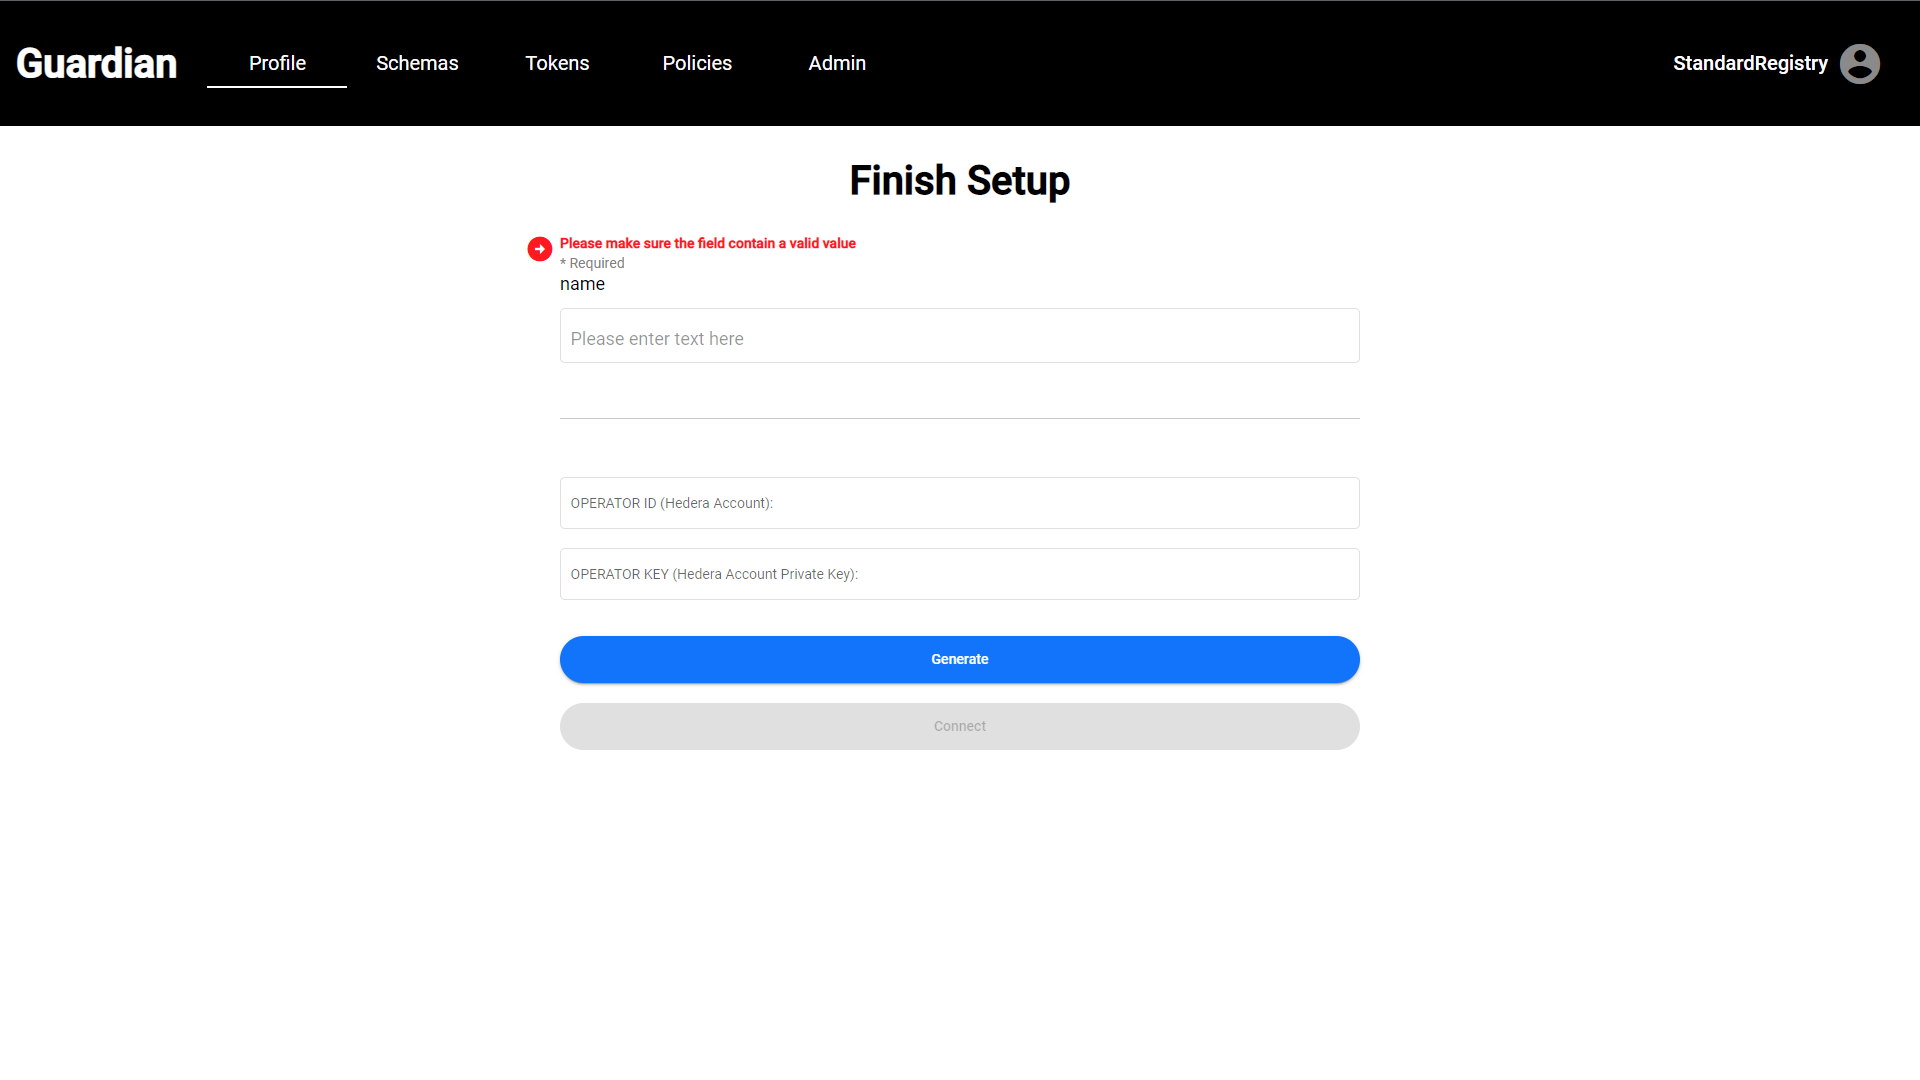 Guardian
Profile
Schemas
Tokens
Policies
Admin
StandardRegistry
Finish Setup
Please make sure the field contain a valid value
* Required
name
Please enter text here
OPERATOR ID (Hedera Account):
OPERATOR KEY (Hedera Account Private Key):
Generate
Connect